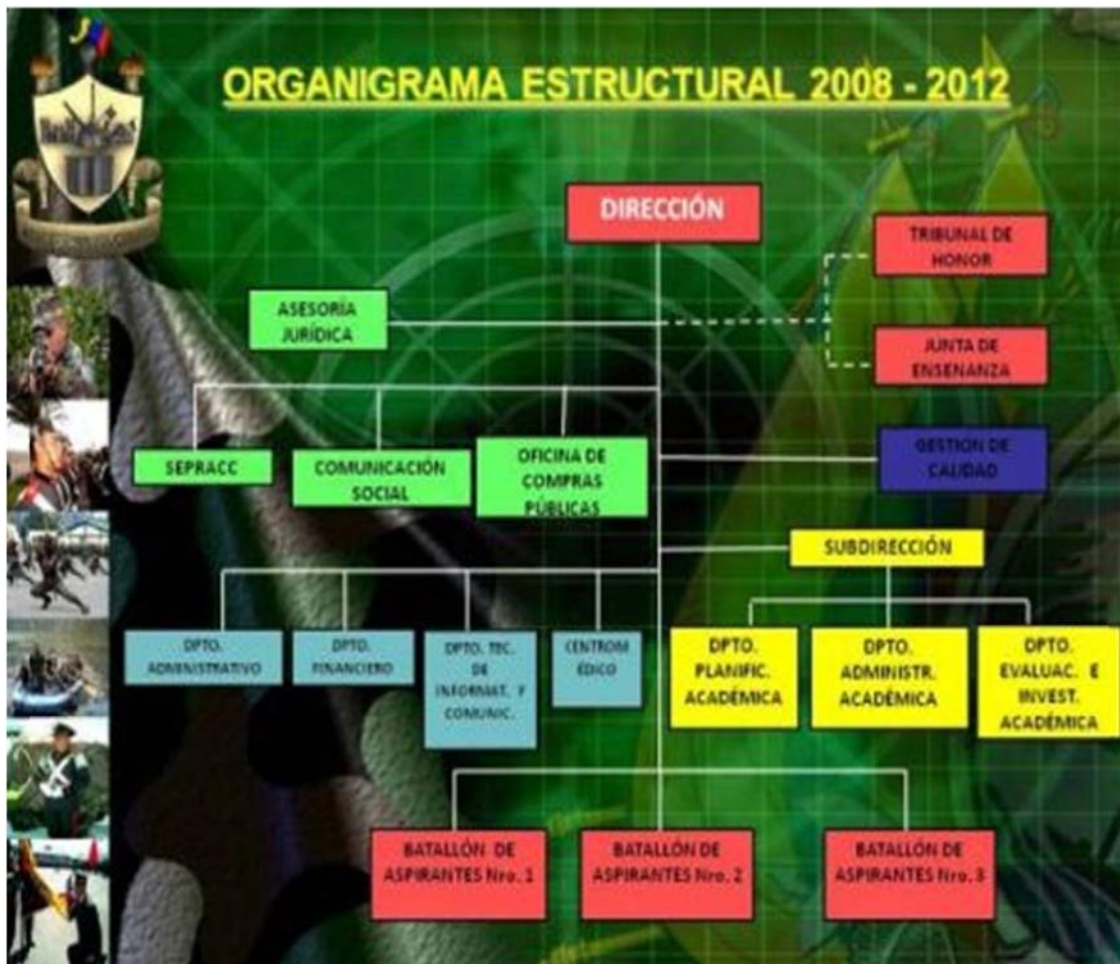 ORGANIGRAMA ESTRUCTURAL 2008 - 2012
DIRECCIÓN
TRIBUNAL DE
HONOR
ASESORÍA
JURÍDICA
JUNTA DE
ENSENANZA
SEPRACC
COMUNICACIÓN
SOCIAL
OFICINA DE
COMPRAS
PÚBLICAS
GESTION DE
CALIDAD
SUBDIRECCIÓN
DPTO.
ADMINISTRATIVO
DPTO.
FINANCIERO
DPTO. TEC.
DE
INFORMAT. Y
COMUNIC.
CENTROM
ÉDICO
DPTO.
PLANIFIC.
ACADÉMICA
DPTO.
ADMINISTR.
ACADÉMICA
DPTO.
EVALUAC. E
INVEST.
ACADÉMICA
BATALLÓN DE
ASPIRANTES Nro. 1
BATALLÓN DE
ASPIRANTES Nro. 2
BATALLÓN DE
ASPIRANTES Nro. 3